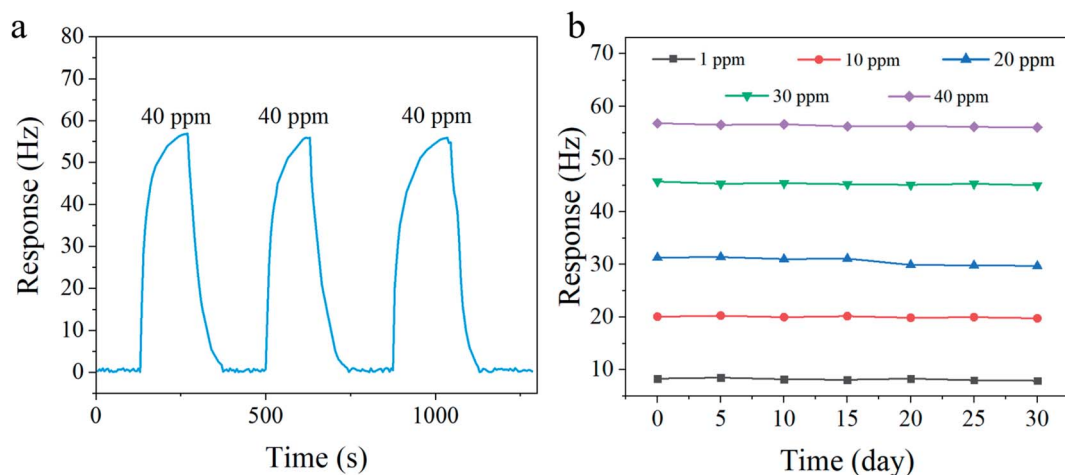 a
80
70
60
50
40
30
20
10
0
Response (Hz)
40 ppm 40 ppm 40 ppm
0 500 1000
Time (s)
b
70
60
50
40
30
20
10
Response (Hz)
1 ppm 10 ppm 20 ppm
30 ppm 40 ppm
0 5 10 15 20 25 30
Time (day)